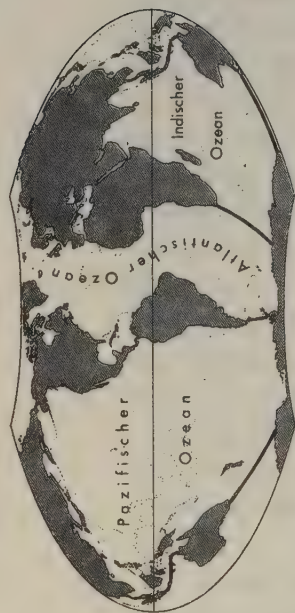 Pazifischer
Ozean
Atlantischer Ozean
Indischer
Ozean